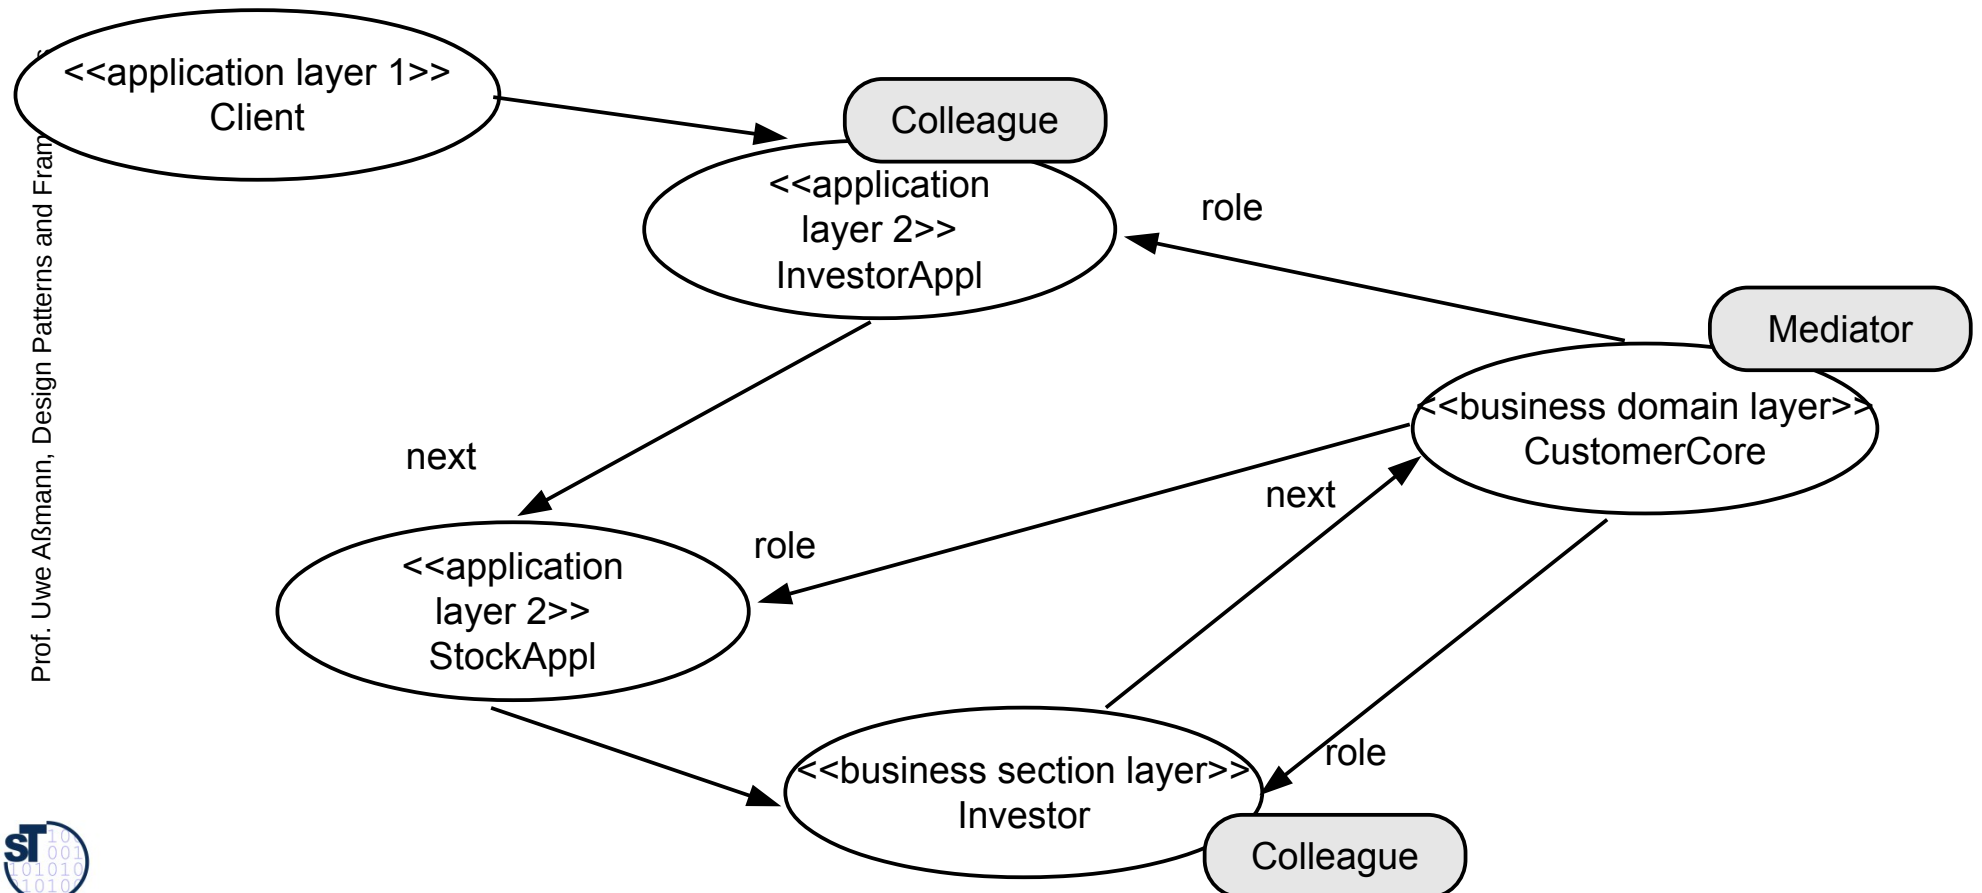 <<application layer 1>>
Client
Colleague
<<application
layer 2>>
InvestorAppl
role
Mediator
<<business domain layer>>
CustomerCore
next
next
role
<<application
layer 2>>
StockAppl
role
<<business section layer>>
Investor
Colleague
Prof. Uwe Aßmann, Design Patterns and Fram
ST